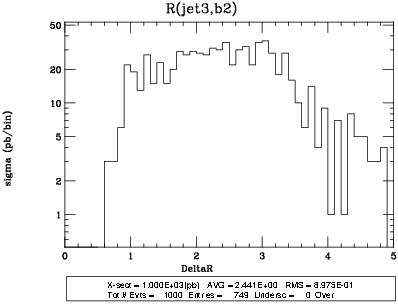 R(jet3,b2)
50
20
10
5
2
1
sigma (pb/bin)
0
1
2
3
4
5
DeltaR
X-sect = 1.000E+03(pb) AVG = 2.441E+00 RMS = 8.975E-01
Tot # Evts = 1000 Entries = 749 Undersc = 0 Over